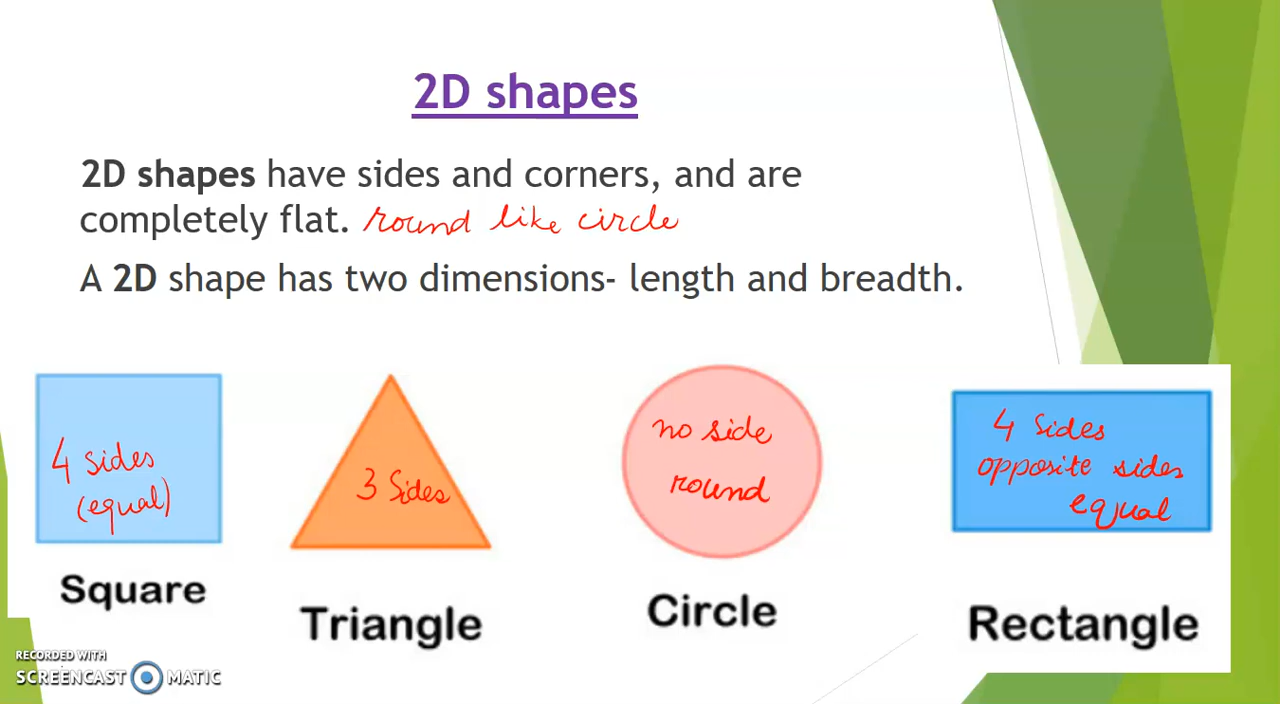 2D shapes
2D shapes have sides and corners, and are
completely flat. round like circle
A 2D shape has two dimensions- length and breadth.
4 sides
(equal)
Square
3 Sides
Triangle
no side
round
Circle
4 Sides
opposite sides
equal
Rectangle
RECORDED WITH
SCREENCAST MATIC